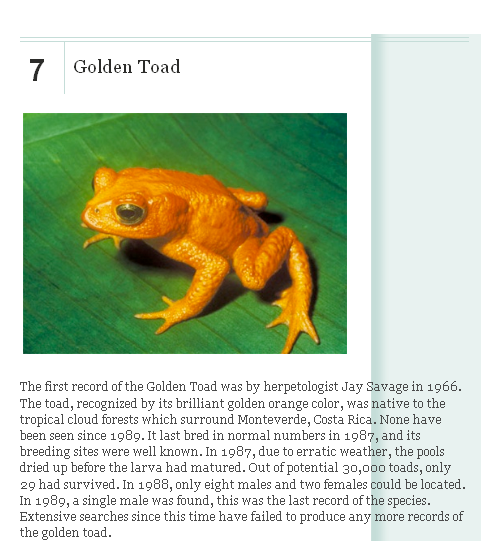 7
Golden Toad
The first record of the Golden Toad was by herpetologist Jay Savage in 1966.
The toad, recognized by its brilliant golden orange color, was native to the
tropical cloud forests which surround Monteverde, Costa Rica. None have
been seen since 1989. It last bred in normal numbers in 1987, and its
breeding sites were well known. In 1987, due to erratic weather, the pools
dried up before the larva had matured. Out of potential 30,000 toads, only
29 had survived. In 1988, only eight males and two females could be located.
In 1989, a single male was found, this was the last record of the species.
Extensive searches since this time have failed to produce any more records of
the golden toad.